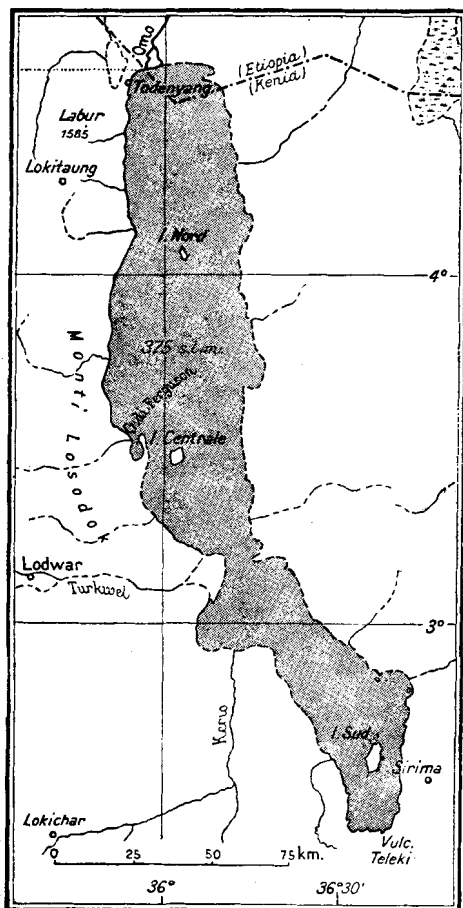 Omo
(Etiopia)
(Kenia)
Todenyang
Labur
1585
Lokitaung
I. Nord
4°
375 s.l.m.
Monti Losodok
Golfo Ferguson
I. Centrale
Lodwar
Turkwel
3°
Kerio
I. Sud
Sirima
Lokichar
Vulc.
Teleki
0 25 50 75 km.
36° 36°30'